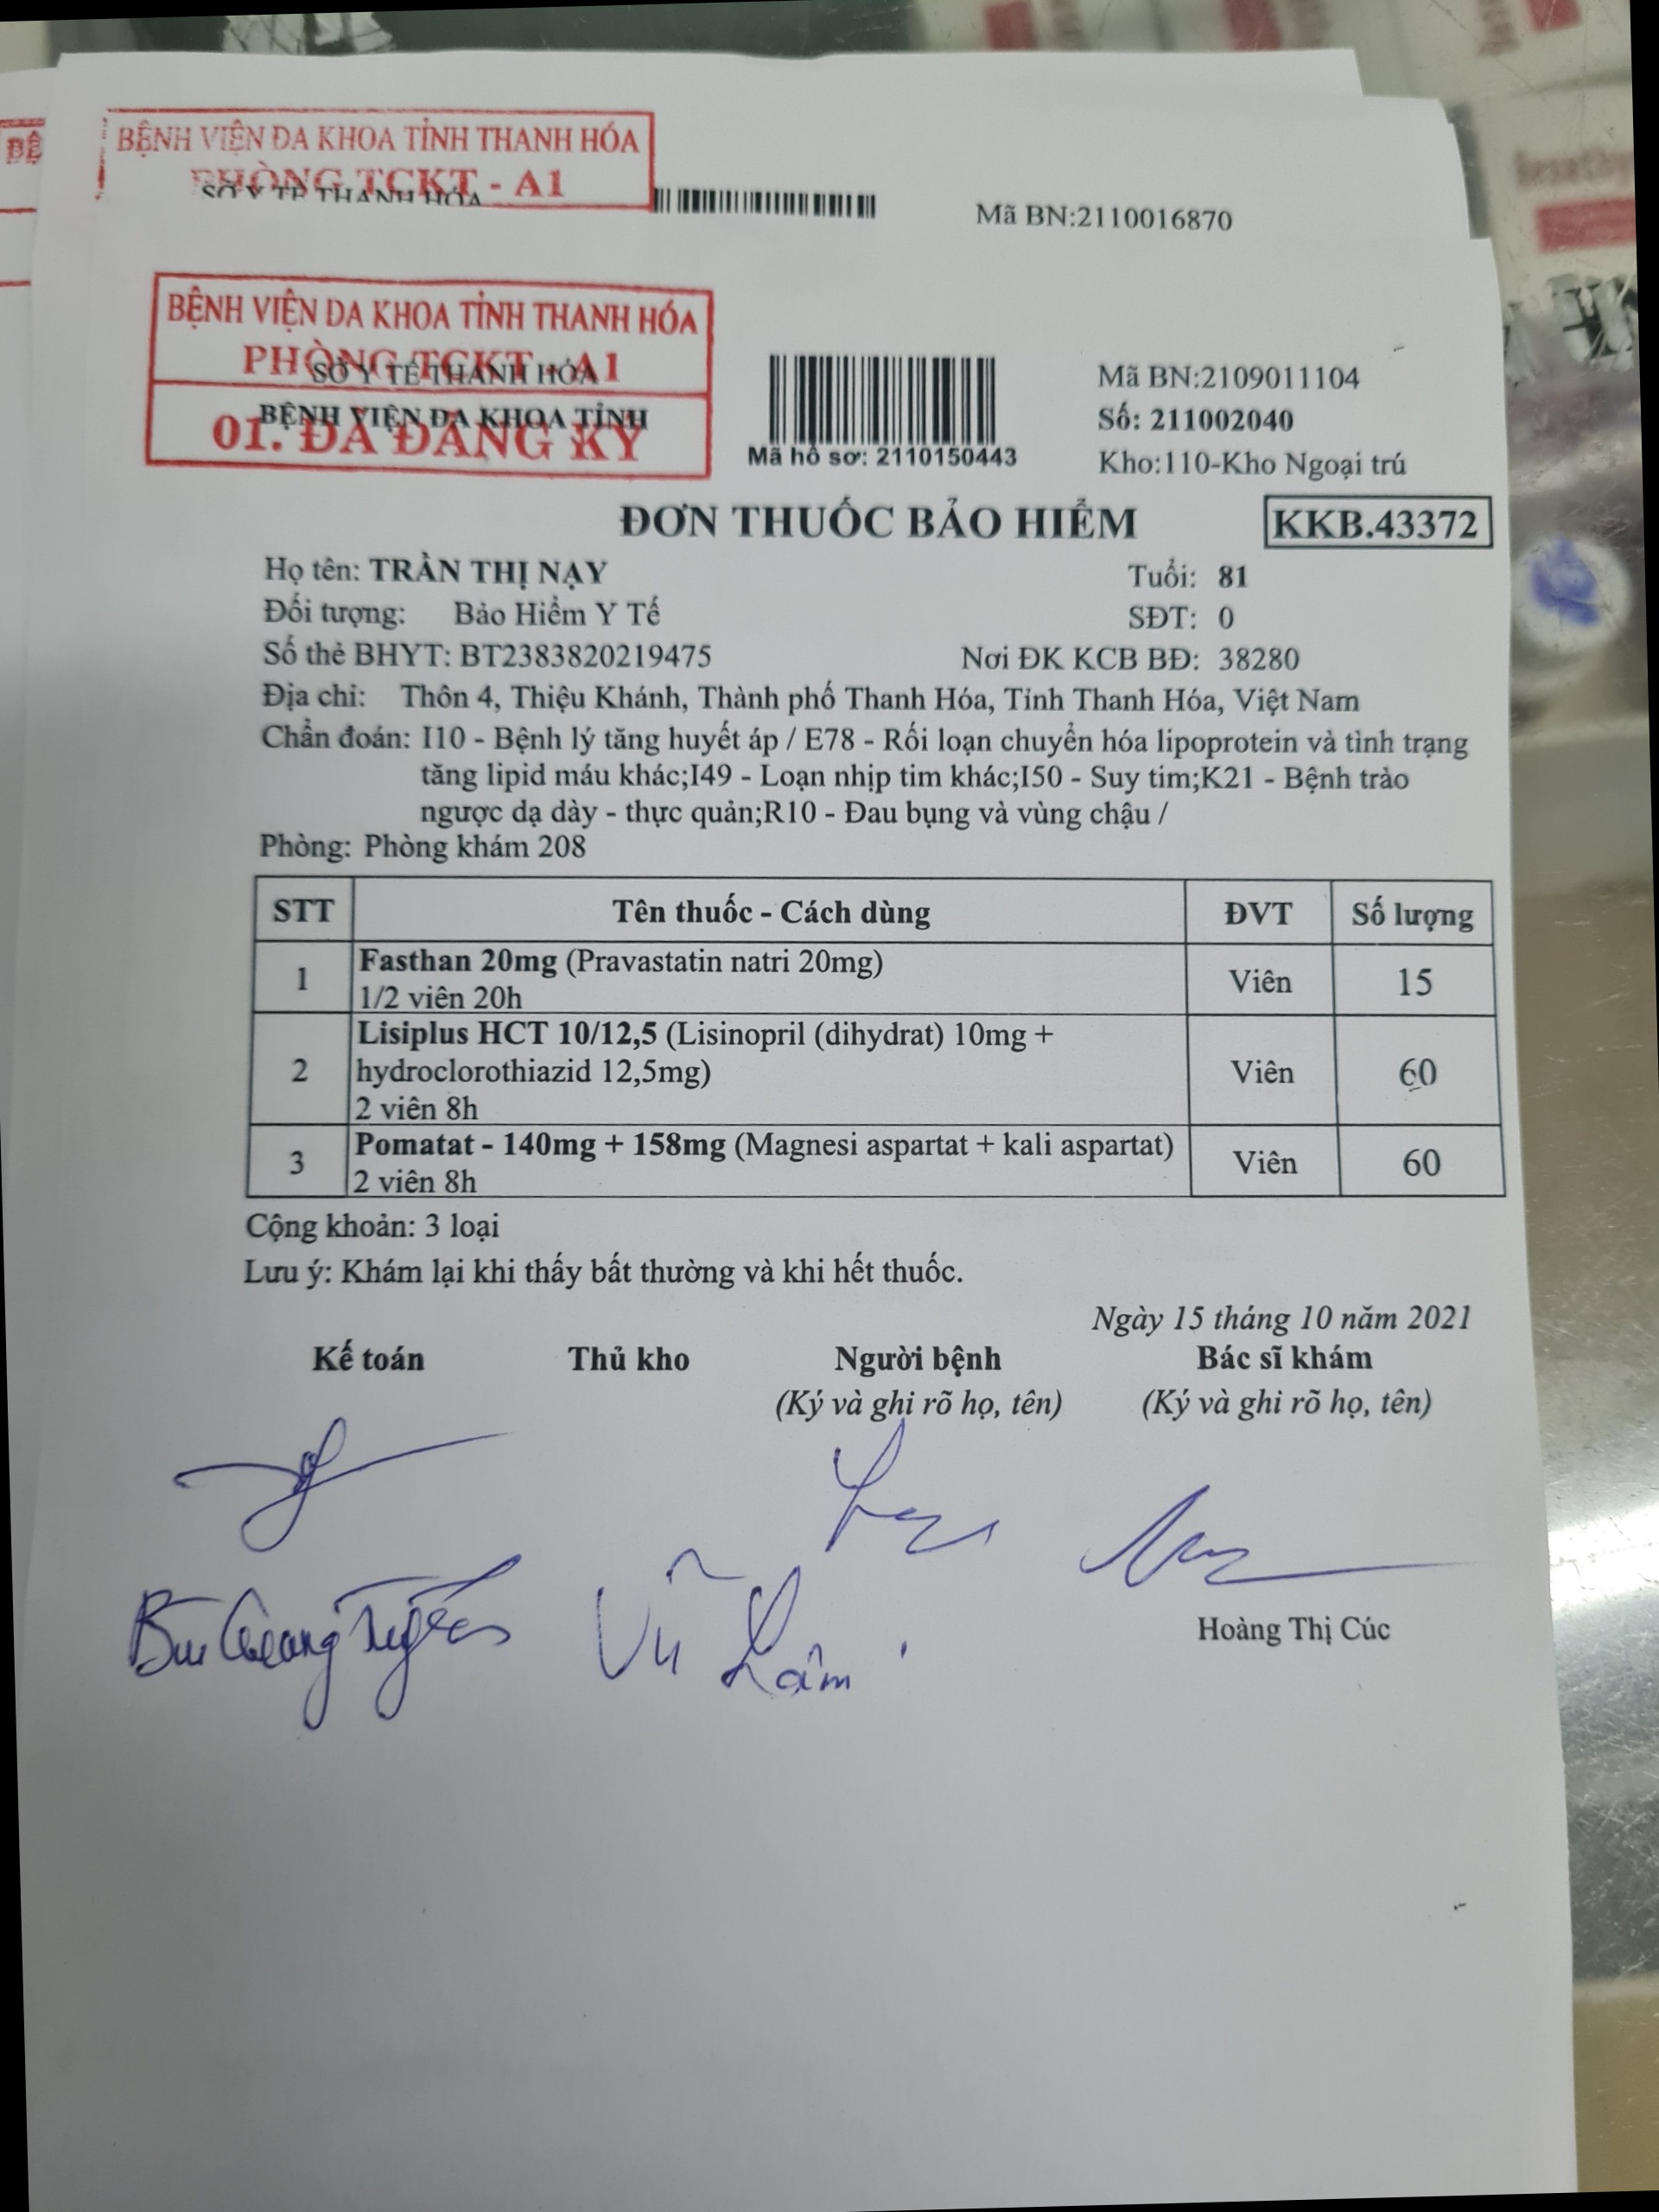 BỆNH VIỆN ĐA KHOA TỈNH THANH HÓA
PHÒNG TCKT - A1
SỞ Y TẾ THANH HÓA
Mã BN:2110016870
BỆ
BỆNH VIỆN ĐA KHOA TỈNH THANH HÓA
PHÒNG TCKT - A1
SỞ Y TẾ THANH HÓA
BỆNH VIỆN ĐA KHOA TỈNH
01. ĐÃ ĐĂNG KÝ
Mã hồ sơ: 2110150443
Mã BN:2109011104
Số: 211002040
Kho:110-Kho Ngoại trú
ĐƠN THUỐC BẢO HIỂM
KKB.43372
Họ tên: TRẦN THỊ NẠY Tuổi: 81
Đối tượng: Bảo Hiểm Y Tế SĐT: 0
Số thẻ BHYT: BT2383820219475 Nơi ĐK KCB BĐ: 38280
Địa chỉ: Thôn 4, Thiệu Khánh, Thành phố Thanh Hóa, Tỉnh Thanh Hóa, Việt Nam
Chẩn đoán: I10 - Bệnh lý tăng huyết áp / E78 - Rối loạn chuyển hóa lipoprotein và tình trạng
tăng lipid máu khác;I49 - Loạn nhịp tim khác;I50 - Suy tim;K21 - Bệnh trào
ngược dạ dày - thực quản;R10 - Đau bụng và vùng chậu /
Phòng: Phòng khám 208
STT Tên thuốc - Cách dùng ĐVT Số lượng
1 Fasthan 20mg (Pravastatin natri 20mg) Viên 15
1/2 viên 20h
Lisiplus HCT 10/12,5 (Lisinopril (dihydrat) 10mg +
2 hydroclorothiazid 12,5mg) Viên 60
2 viên 8h
3 Pomatat - 140mg + 158mg (Magnesi aspartat + kali aspartat) Viên 60
2 viên 8h
Cộng khoản: 3 loại
Lưu ý: Khám lại khi thấy bất thường và khi hết thuốc.
Ngày 15 tháng 10 năm 2021
Kế toán Thủ kho Người bệnh Bác sĩ khám
(Ký và ghi rõ họ, tên) (Ký và ghi rõ họ, tên)
Vũ Lâm
Hoàng Thị Cúc